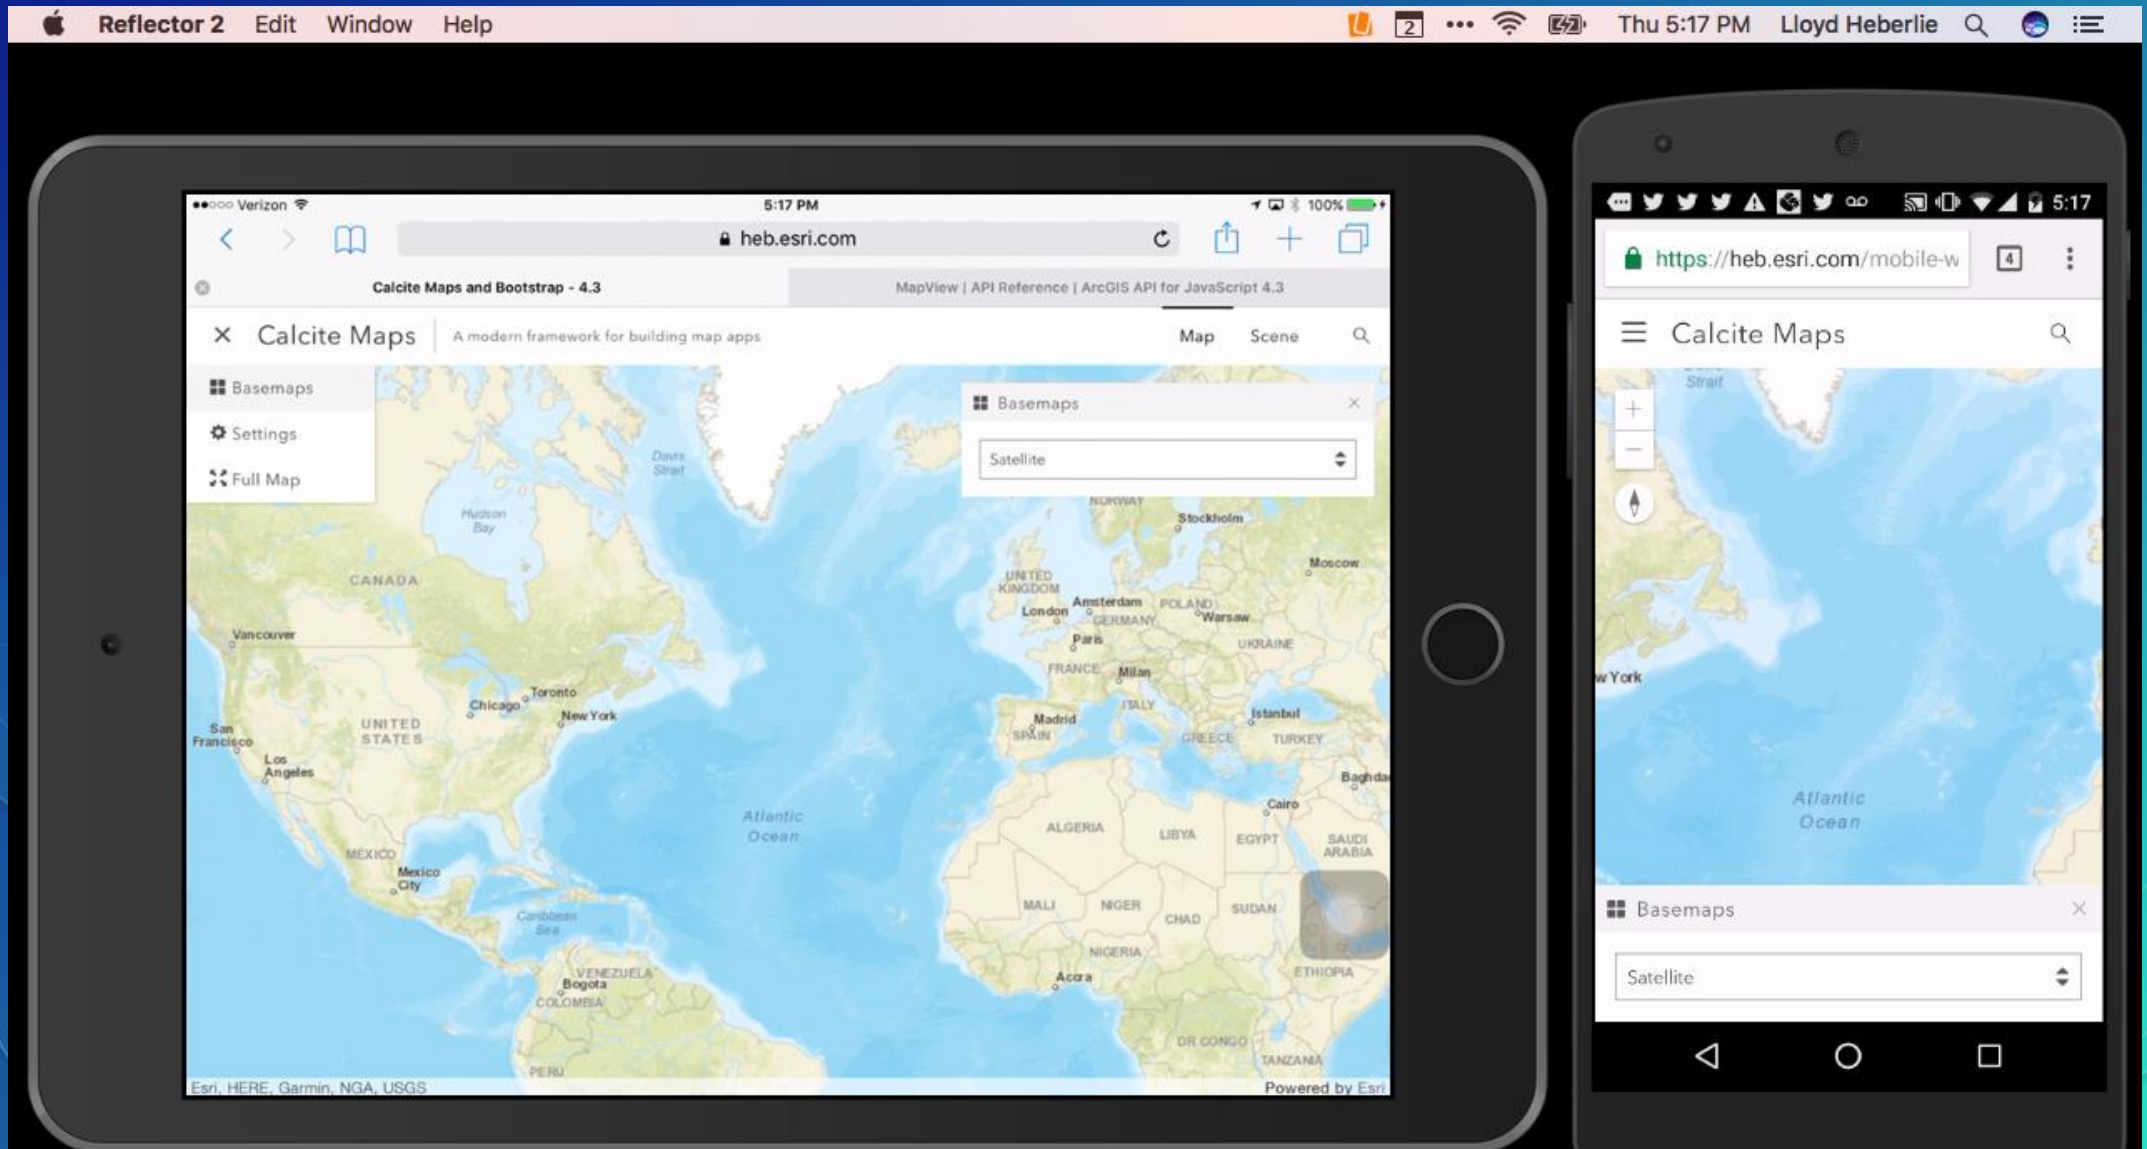 Reflector 2 Edit Window Help 2 Thu 5:17 PM Lloyd Heberlie
Verizon 5:17 PM 100%
heb.esri.com
Calcite Maps and Bootstrap - 4.3 MapView | API Reference | ArcGIS API for JavaScript 4.3
Calcite Maps A modern framework for building map apps Map Scene
Basemaps
Settings
Full Map
Basemaps
Satellite
Davis
Strait
Hudson
Bay
NORWAY
Stockholm
Moscow
CANADA
UNITED
KINGDOM
London
Amsterdam
POLAND
Warsaw
GERMANY
Paris
UKRAINE
Vancouver
FRANCE
Milan
Toronto
Chicago
New York
ITALY
Madrid
SPAIN
Istanbul
GREECE
TURKEY
San
Francisco
UNITED
STATES
Los
Angeles
Baghda
Cairo
Atlantic
Ocean
ALGERIA
LIBYA
EGYPT
SAUDI
ARABIA
MÉXICO
Mexico
City
MALI
NIGER
CHAD
SUDAN
Caribbean
Sea
NIGERIA
VENEZUELA
Bogota
COLOMBIA
Accra
ETHIOPIA
DR CONGO
TANZANIA
PERU
Esri, HERE, Garmin, NGA, USGS Powered by Esri
5:17
https://heb.esri.com/mobile-w 4
Calcite Maps
Strait
w York
Atlantic
Ocean
Basemaps
Satellite